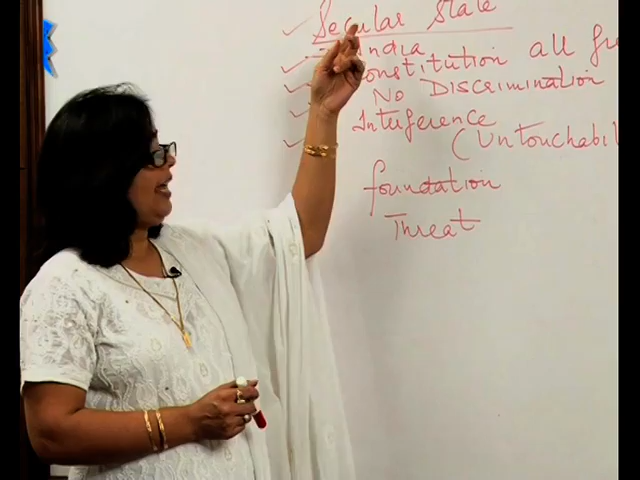 Secular State
India
Constitution all
No Discrimination
Interference
(Untouchabil
foundation
Threat